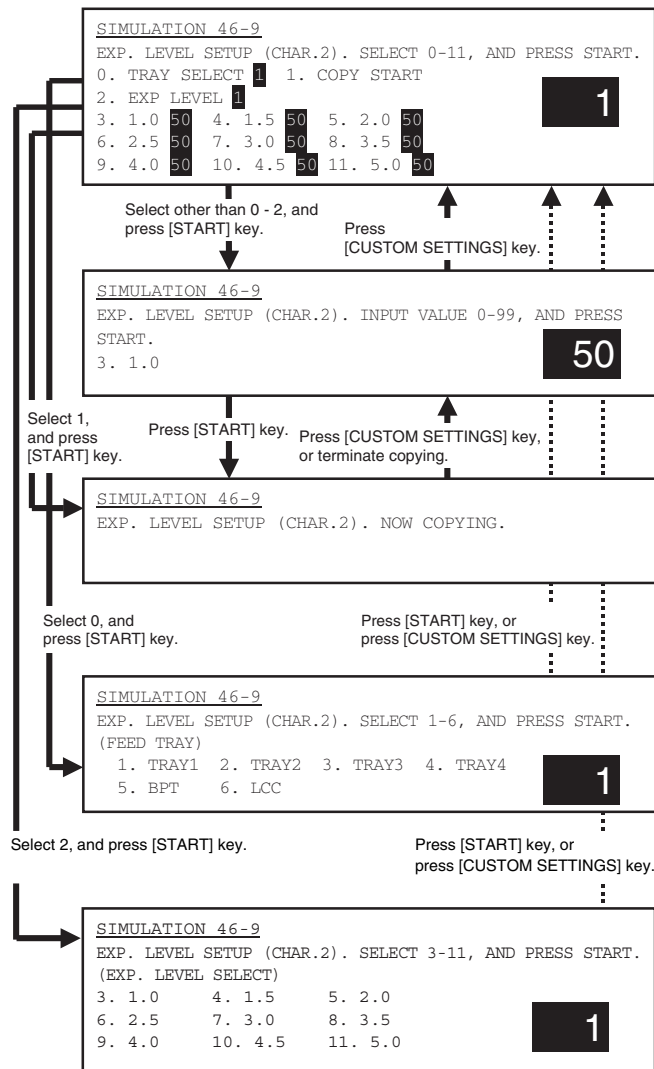 SIMULATION 46-9
EXP. LEVEL SETUP (CHAR.2). SELECT 0-11, AND PRESS START.
0. TRAY SELECT 1 1. COPY START
2. EXP LEVEL 1
1
3. 1.0 50 4. 1.5 50 5. 2.0 50
6. 2.5 50 7. 3.0 50 8. 3.5 50
9. 4.0 50 10. 4.5 50 11. 5.0 50
Select other than 0 - 2, and
press [START] key.
Press
[CUSTOM SETTINGS] key.
SIMULATION 46-9
EXP. LEVEL SETUP (CHAR.2). INPUT VALUE 0-99, AND PRESS
START.
3. 1.0
50
Select 1,
and press
[START] key.
Press [START] key.
Press [CUSTOM SETTINGS] key,
or terminate copying.
SIMULATION 46-9
EXP. LEVEL SETUP (CHAR.2). NOW COPYING.
Select 0, and
press [START] key.
Press [START] key, or
press [CUSTOM SETTINGS] key.
SIMULATION 46-9
EXP. LEVEL SETUP (CHAR.2). SELECT 1-6, AND PRESS START.
(FEED TRAY)
1. TRAY1 2. TRAY2 3. TRAY3 4. TRAY4
5. BPT 6. LCC
1
Select 2, and press [START] key.
Press [START] key, or
press [CUSTOM SETTINGS] key.
SIMULATION 46-9
EXP. LEVEL SETUP (CHAR.2). SELECT 3-11, AND PRESS START.
(EXP. LEVEL SELECT)
3. 1.0 4. 1.5 5. 2.0
6. 2.5 7. 3.0 8. 3.5
9. 4.0 10. 4.5 11. 5.0
1